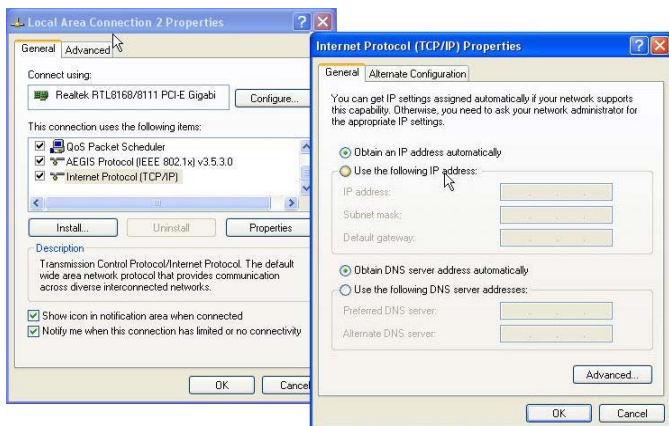 Local Area Connection 2 Properties
General
Advanced
Connect using:
Realtek RTL8168/8111 PCI-E Gigabi
Configure...
This connection uses the following items:
QoS Packet Scheduler
AEGIS Protocol (IEEE 802.1x) v3.5.3.0
Internet Protocol (TCP/IP)
Install...
Uninstall
Properties
Description
Transmission Control Protocol/Internet Protocol. The default
wide area network protocol that provides communication
across diverse interconnected networks.
Show icon in notification area when connected
Notify me when this connection has limited or no connectivity
OK
Cancel
Internet Protocol (TCP/IP) Properties
General
Alternate Configuration
You can get IP settings assigned automatically if your network supports
this capability. Otherwise, you need to ask your network administrator for
the appropriate IP settings.
Obtain an IP address automatically
Use the following IP address:
IP address:
Subnet mask:
Default gateway:
Obtain DNS server address automatically
Use the following DNS server addresses:
Preferred DNS server:
Alternate DNS server:
Advanced...
OK
Cancel